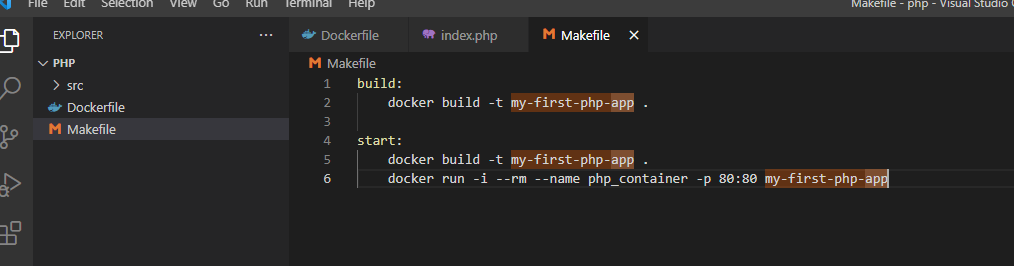 File Edit Selection View Go Run Terminal Help
Makefile - php - Visual Studio
EXPLORER ...
Dockerfile index.php Makefile
PHP
Makefile
src
Dockerfile
Makefile
1 build:
2 docker build -t my-first-php-app .
3
4 start:
5 docker build -t my-first-php-app .
6 docker run -i --rm --name php_container -p 80:80 my-first-php-app